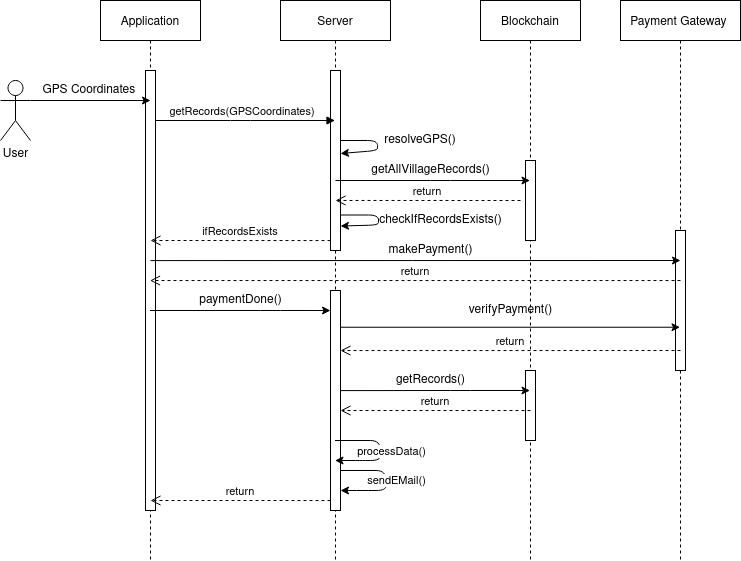 Application
Server
Blockchain
Payment Gateway
GPS Coordinates
User
getRecords(GPSCoordinates)
resolveGPS()
getAllVillageRecords()
return
checkIfRecordsExists()
ifRecordsExists
makePayment()
return
paymentDone()
verifyPayment()
return
getRecords()
return
processData()
sendEMail()
return